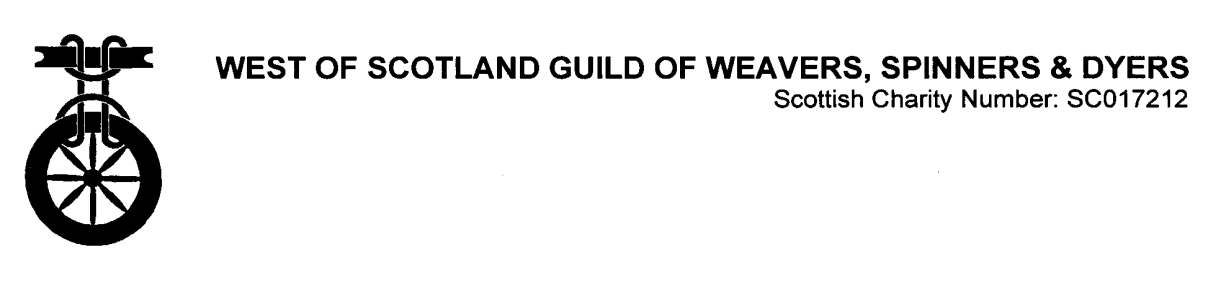 WEST OF SCOTLAND GUILD OF WEAVERS, SPINNERS & DYERS
Scottish Charity Number: SC017212